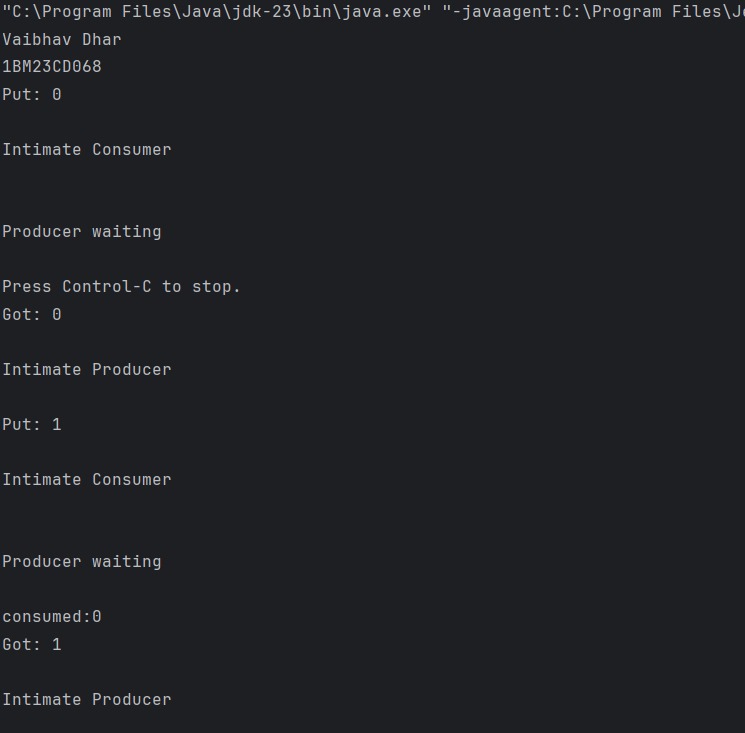 "C:\Program Files\Java\jdk-23\bin\java.exe" "-javaagent:C:\Program Files\J
Vaibhav Dhar
1BM23CD068
Put: 0
Intimate Consumer
Producer waiting
Press Control-C to stop.
Got: 0
Intimate Producer
Put: 1
Intimate Consumer
Producer waiting
consumed:0
Got: 1
Intimate Producer